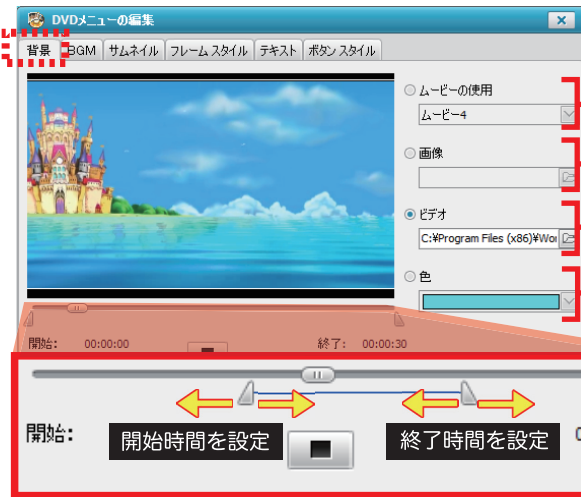 DVDメニューの編集
背景 BGM サムネイル フレーム スタイル テキスト ボタン スタイル
ムービーの使用
ムービー4
画像
ビデオ
C:¥Program Files (x86)¥Wor
色
開始: 00:00:00 終了: 00:00:30
開始: 開始時間を設定 終了時間を設定